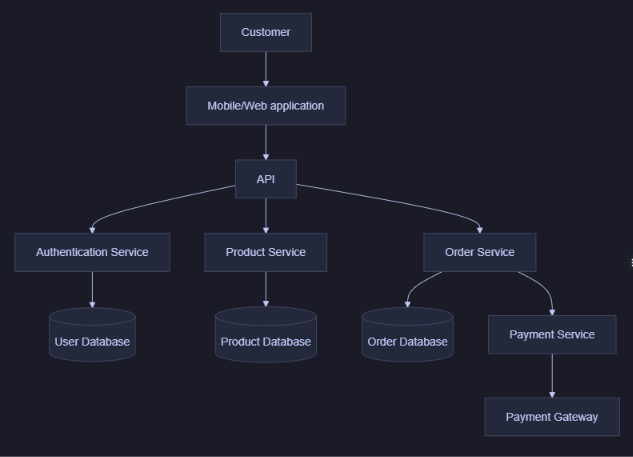 Customer
Mobile/Web application
API
Authentication Service
Product Service
Order Service
User Database
Product Database
Order Database
Payment Service
Payment Gateway